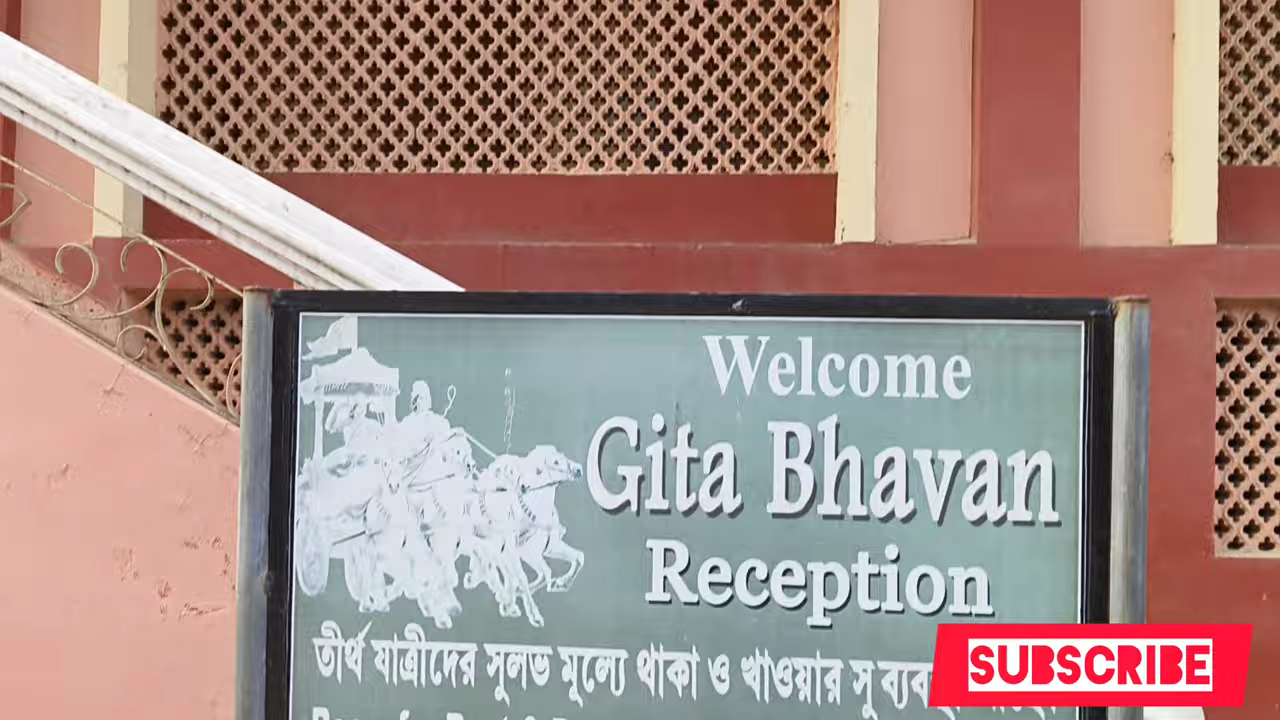 Welcome
Gita Bhavan
Reception
তীর্থ যাত্রীদের সুলভ মূল্যে থাকা ও খাওয়ার সু
SUBSCRIBE